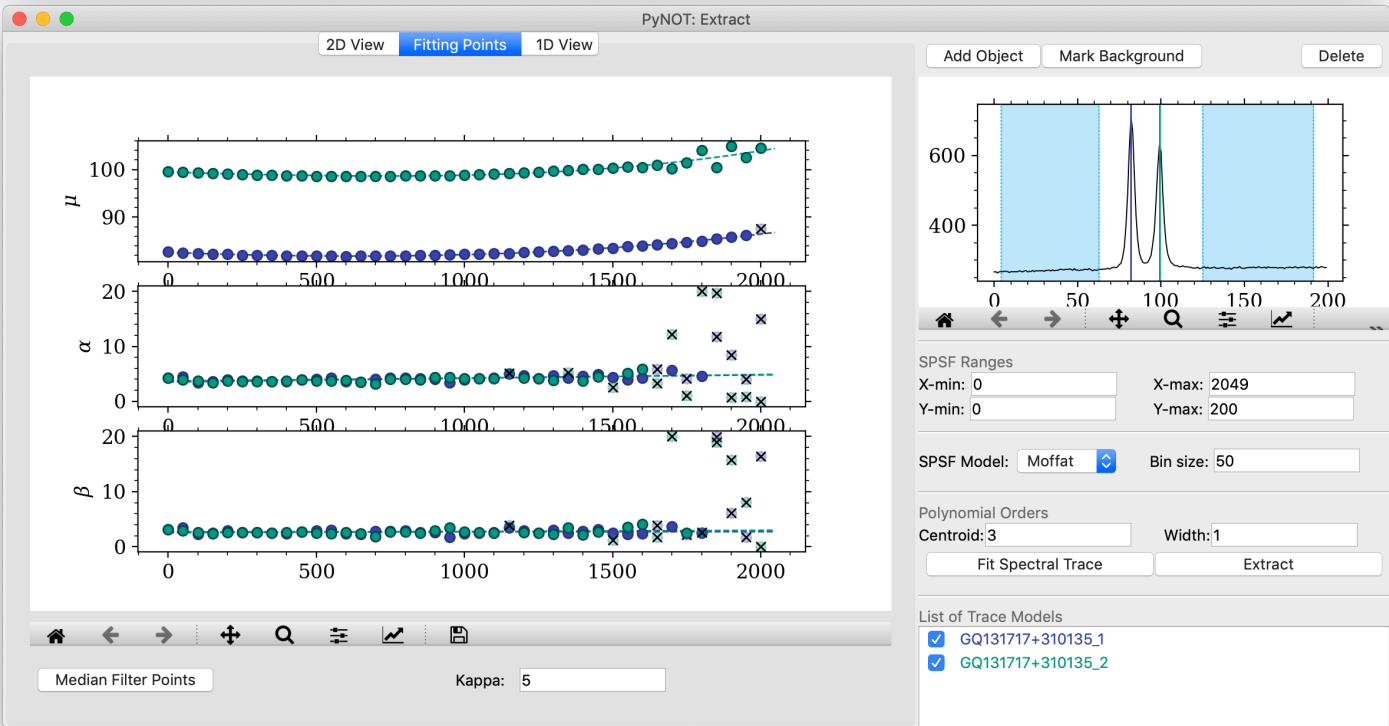 PyNOT: Extract
2D View Fitting Points 1D View
Add Object Mark Background Delete
100
90
μ
0 500 1000 1500 2000
20
10
0
α
0 500 1000 1500 2000
20
10
0
β
0 500 1000 1500 2000
Median Filter Points Kappa: 5
600
400
0 50 100 150 200
»
SPSF Ranges
X-min: 0 X-max: 2049
Y-min: 0 Y-max: 200
SPSF Model: Moffat Bin size: 50
Polynomial Orders
Centroid: 3 Width: 1
Fit Spectral Trace Extract
List of Trace Models
GQ131717+310135_1
GQ131717+310135_2